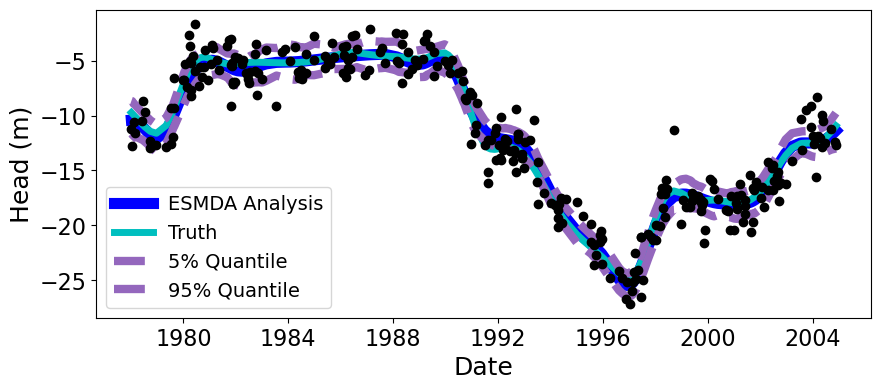 Head (m)
−5
−10
−15
−20
−25
ESMDA Analysis
Truth
5% Quantile
95% Quantile
1980 1984 1988 1992 1996 2000 2004
Date